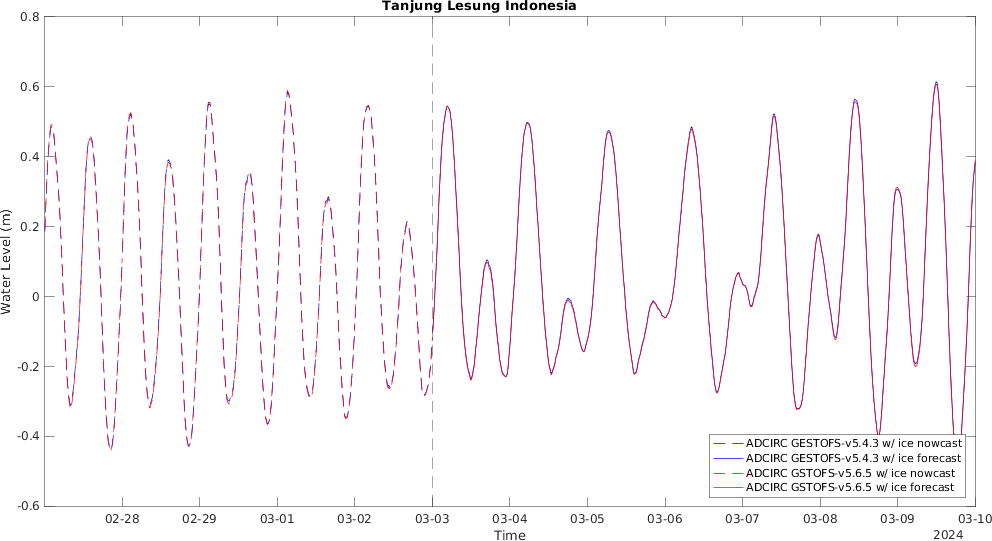 Tanjung Lesung Indonesia
0.8
0.6
0.4
0.2
0
-0.2
-0.4
-0.6
Water Level (m)
ADCIRC GESTOFS-v5.4.3 w/ ice nowcast
ADCIRC GESTOFS-v5.4.3 w/ ice forecast
ADCIRC GSTOFS-v5.6.5 w/ ice nowcast
ADCIRC GSTOFS-v5.6.5 w/ ice forecast
02-28 02-29 03-01 03-02 03-03 03-04 03-05 03-06 03-07 03-08 03-09 03-10
Time
2024